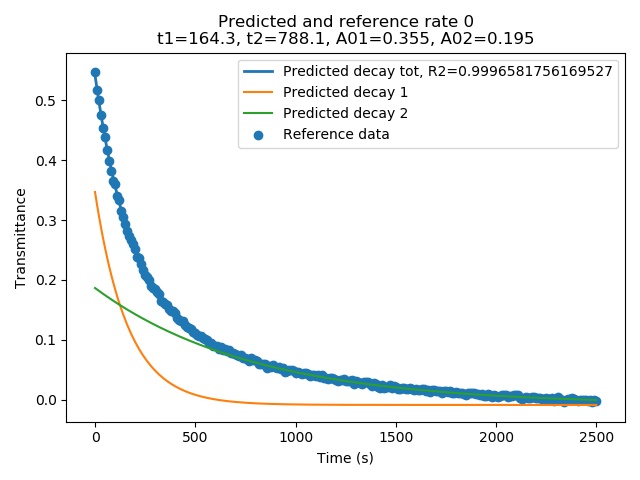 Predicted and reference rate 0
t1=164.3, t2=788.1, A01=0.355, A02=0.195
Predicted decay tot, R2=0.9996581756169527
Predicted decay 1
Predicted decay 2
Reference data
Transmittance
0.5
0.4
0.3
0.2
0.1
0.0
0
500
1000
1500
2000
2500
Time (s)